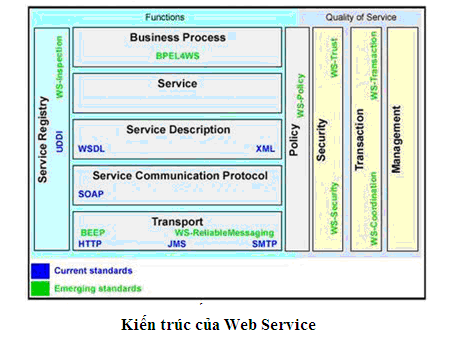 Functions
Quality of Service
Service Registry
UDDI
WS-Inspection
Business Process
BPEL4WS
Service
Service Description
WSDL
XML
Service Communication Protocol
SOAP
Transport
BEEP
WS-ReliableMessaging
HTTP
JMS
SMTP
Policy
WS-Policy
Security
WS-Trust
WS-Security
Transaction
WS-Transaction
WS-Coordination
Management
Current standards
Emerging standards
Kiến trúc của Web Service